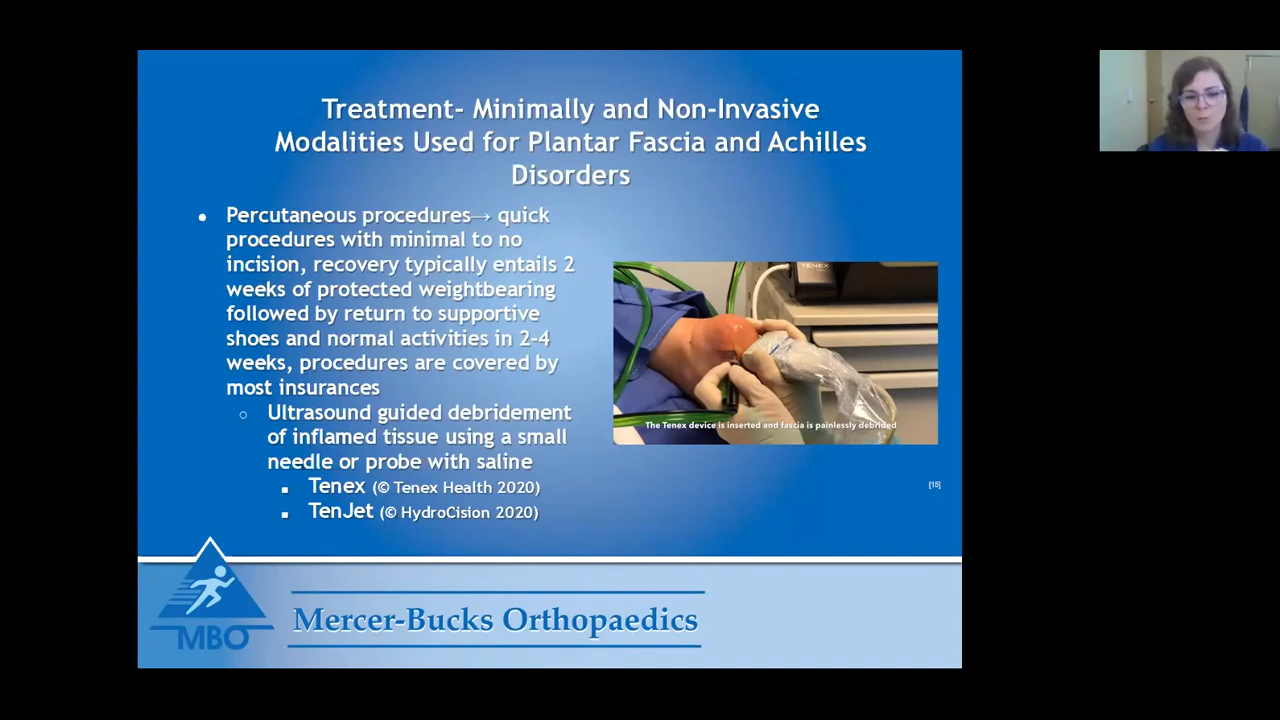 Treatment- Minimally and Non-Invasive
Modalities Used for Plantar Fascia and Achilles
Disorders
● Percutaneous procedures→ quick
procedures with minimal to no
incision, recovery typically entails 2
weeks of protected weightbearing
followed by return to supportive
shoes and normal activities in 2-4
weeks, procedures are covered by
most insurances
○ Ultrasound guided debridement
of inflamed tissue using a small
needle or probe with saline
■ Tenex (© Tenex Health 2020)
■ TenJet (© HydroCision 2020)
TENEX
The Tenex device is inserted and fascia is painlessly debrided
[15]
MBO
Mercer-Bucks Orthopaedics